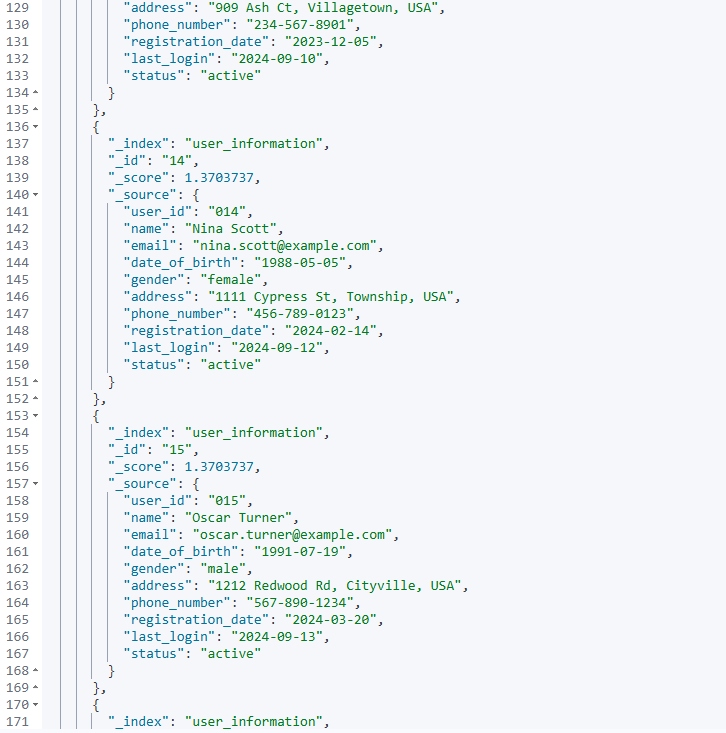 129 "address": "909 Ash Ct, Villagetown, USA",
130 "phone_number": "234-567-8901",
131 "registration_date": "2023-12-05",
132 "last_login": "2024-09-10",
133 "status": "active"
134 }
135 },
136 {
137 "_index": "user_information",
138 "_id": "14",
139 "_score": 1.3703737,
140 "_source": {
141 "user_id": "014",
142 "name": "Nina Scott",
143 "email": "nina.scott@example.com",
144 "date_of_birth": "1988-05-05",
145 "gender": "female",
146 "address": "1111 Cypress St, Township, USA",
147 "phone_number": "456-789-0123",
148 "registration_date": "2024-02-14",
149 "last_login": "2024-09-12",
150 "status": "active"
151 }
152 },
153 {
154 "_index": "user_information",
155 "_id": "15",
156 "_score": 1.3703737,
157 "_source": {
158 "user_id": "015",
159 "name": "Oscar Turner",
160 "email": "oscar.turner@example.com",
161 "date_of_birth": "1991-07-19",
162 "gender": "male",
163 "address": "1212 Redwood Rd, Cityville, USA",
164 "phone_number": "567-890-1234",
165 "registration_date": "2024-03-20",
166 "last_login": "2024-09-13",
167 "status": "active"
168 }
169 },
170 {
171 "_index": "user_information",